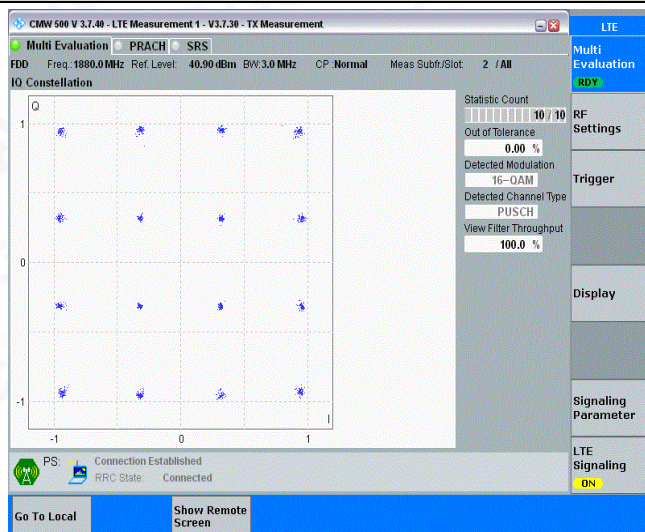 CMW 500 V 3.7.40 - LTE Measurement 1 - V3.7.30 - TX Measurement
LTE
Multi Evaluation PRACH SRS
FDD Freq.:1880.0 MHz Ref. Level: 40.90 dBm BW:3.0 MHz CP :Normal Meas Subfr./Slot: 2 / All
IQ Constellation
Q
1
0
-1
I
-1 0 1
Statistic Count
10 / 10
Out of Tolerance
0.00 %
Detected Modulation
16-QAM
Detected Channel Type
PUSCH
View Filter Throughput
100.0 %
Multi
Evaluation
RDY
RF
Settings
Trigger
Display
Signaling
Parameter
LTE
Signaling
ON
PS: Connection Established
RRC State: Connected
Go To Local
Show Remote
Screen